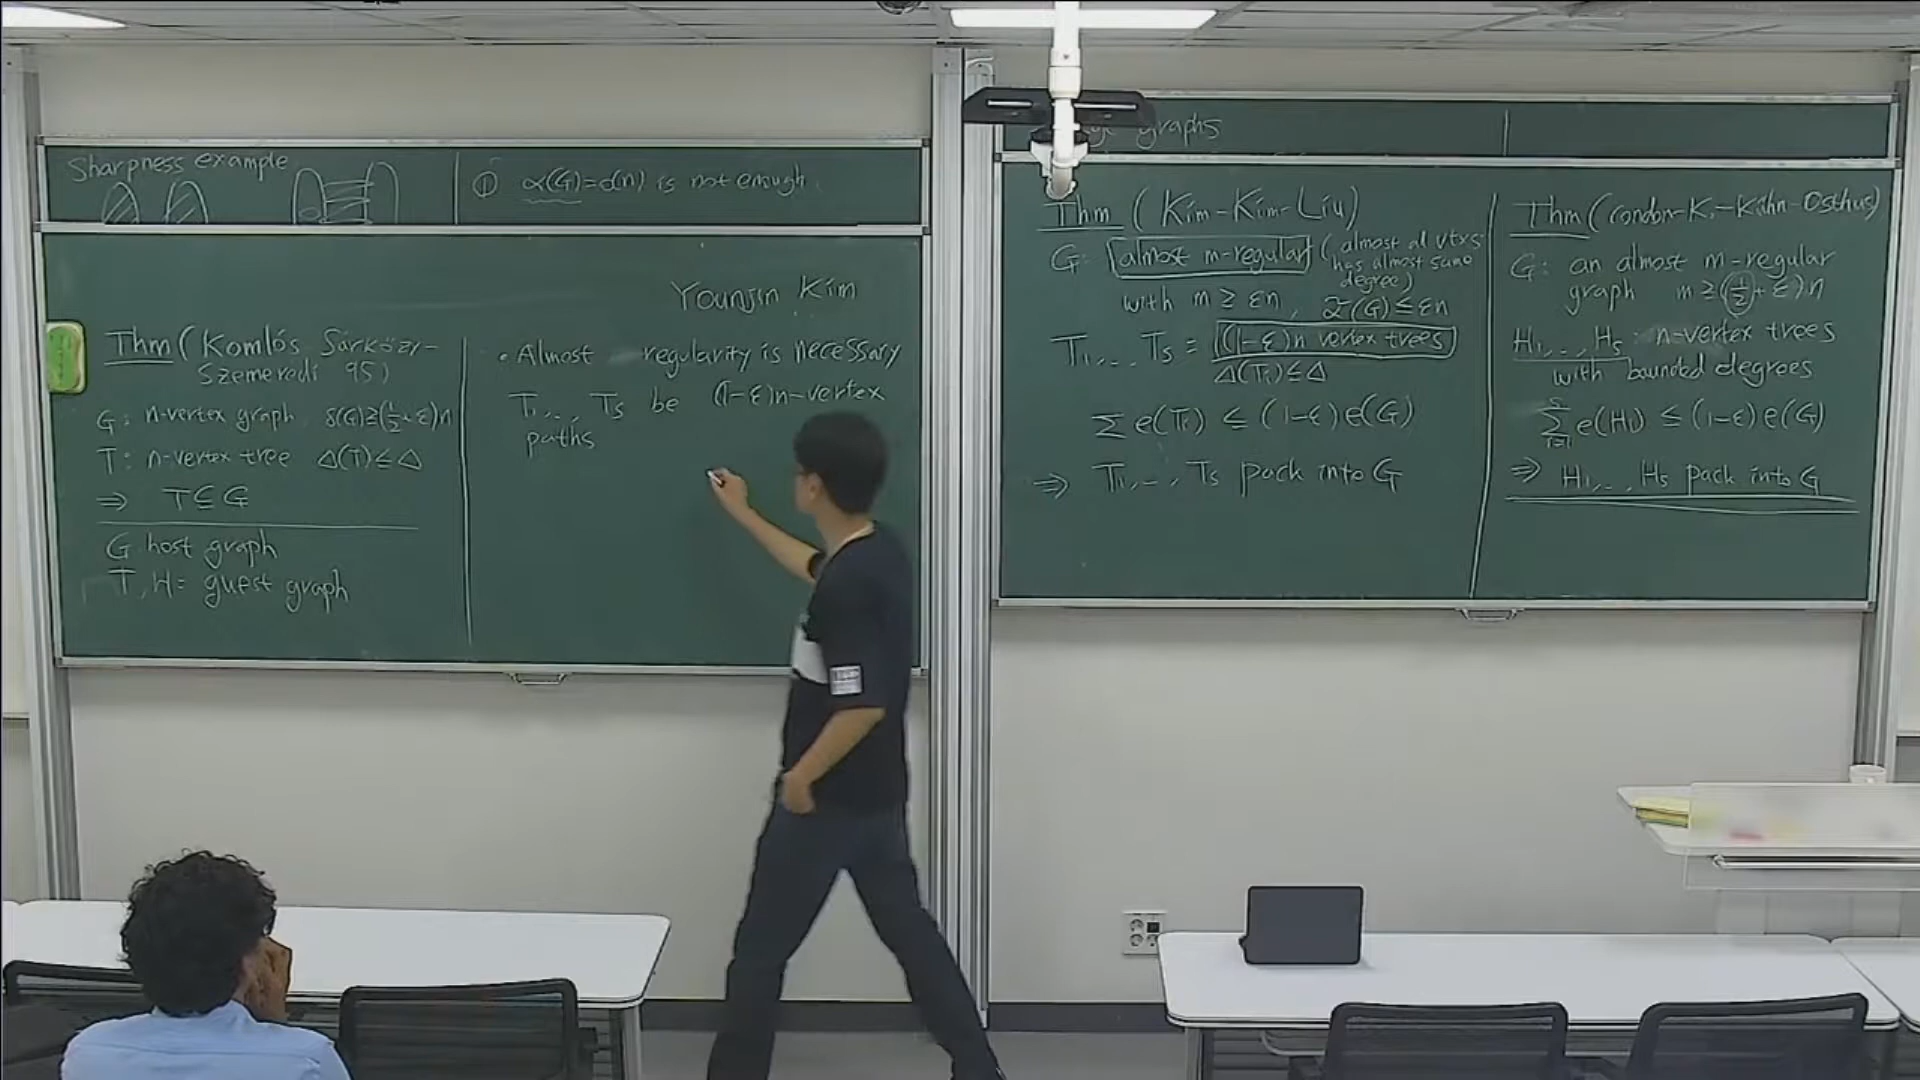 Sharpness example
① α(G)=o(n) is not enough.
Younjin Kim
Thm (Komlós Sárközy-
Szemerédi 95)
G: n-vertex graph δ(G)≥(½+ε)n
T: n-vertex tree Δ(T)≤Δ
⇒ T⊆G
G host graph
T, H= guest graph
• Almost regularity is necessary
T₁,.., Ts be (1-ε)n-vertex
paths
graphs
Thm (Kim-Kim-Liu)
G: almost m-regular (almost all vtxs
has almost same
degree)
with m ≥ εn, α̃(G) ≤ εn
T₁,.., Ts = (1-ε)n vertex trees
Δ(Tᵢ)≤Δ
∑ e(Tᵢ) ≤ (1-ε)e(G)
⇒ T₁,..,Ts pack into G
Thm (Condon-K.-Kühn-Osthus)
G: an almost m-regular
graph m≥(½+ε)n
H₁,..,Hs: n-vertex trees
with bounded degrees
∑ᵢ₌₁ˢ e(Hᵢ) ≤ (1-ε)e(G)
⇒ H₁,..,Hs pack into G